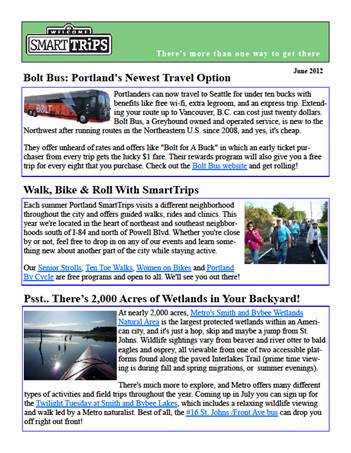 WELCOME
SMART TRIPS
There's more than one way to get there
June 2012
Bolt Bus: Portland's Newest Travel Option
BOLT
Portlanders can now travel to Seattle for under ten bucks with
benefits like free wi-fi, extra legroom, and an express trip. Extend-
ing your route up to Vancouver, B.C. can cost just twenty dollars.
Bolt Bus, a Greyhound owned and operated service, is new to the
Northwest after running routes in the Northeastern U.S. since 2008, and yes, it's cheap.
They offer unheard of rates and offers like "Bolt for A Buck" in which an early ticket pur-
chaser from every trip gets the lucky $1 fare. Their rewards program will also give you a free
trip for every eight that you purchase. Check out the Bolt Bus website and get rolling!
Walk, Bike & Roll With SmartTrips
Each summer Portland SmartTrips visits a different neighborhood
throughout the city and offers guided walks, rides and clinics. This
year we're located in the heart of northeast and southeast neighbor-
hoods south of I-84 and north of Powell Blvd. Whether you're close
by or not, feel free to drop in on any of our events and learn some-
thing new about another part of the city while staying active.
Our Senior Strolls, Ten Toe Walks, Women on Bikes and Portland
By Cycle are free programs and open to all. We'll see you out there!
Psst.. There's 2,000 Acres of Wetlands in Your Backyard!
At nearly 2,000 acres, Metro's Smith and Bybee Wetlands
Natural Area is the largest protected wetlands within an Ameri-
can city, and it's just a hop, skip and maybe a jump from St.
Johns. Wildlife sightings vary from beaver and river otter to bald
eagles and osprey, all viewable from one of two accessible plat-
forms found along the paved Interlakes Trail (prime time view-
ing is during fall and spring migrations, or summer evenings).
There's much more to explore, and Metro offers many different
types of activities and field trips throughout the year. Coming up in July you can sign up for
the Twilight Tuesday at Smith and Bybee Lakes, which includes a relaxing wildlife viewing
and walk led by a Metro naturalist. Best of all, the #16 St. Johns /Front Ave bus can drop you
off right out front!